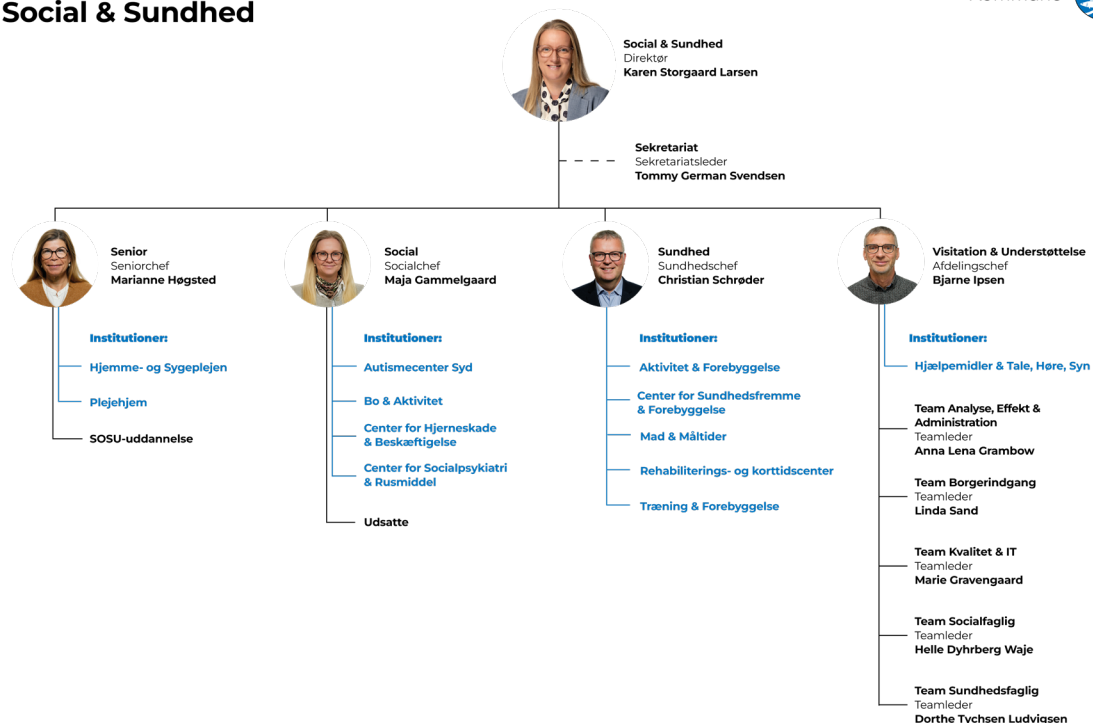 Social & Sundhed
Social & Sundhed
Direktør
Karen Storgaard Larsen
Sekretariat
Sekretariatsleder
Tommy German Svendsen
Senior
Seniorchef
Marianne Høgsted
Institutioner:
Hjemme- og Sygeplejen
Plejehjem
SOSU-uddannelse
Social
Socialchef
Maja Gammelgaard
Institutioner:
Autismecenter Syd
Bo & Aktivitet
Center for Hjerneskade
& Beskæftigelse
Center for Socialpsykiatri
& Rusmiddel
Udsatte
Sundhed
Sundhedschef
Christian Schrøder
Institutioner:
Aktivitet & Forebyggelse
Center for Sundhedsfremme
& Forebyggelse
Mad & Måltider
Rehabiliterings- og korttidscenter
Træning & Forebyggelse
Visitation & Understøttelse
Afdelingschef
Bjarne Ipsen
Institutioner:
Hjælpemidler & Tale, Høre, Syn
Team Analyse, Effekt &
Administration
Teamleder
Anna Lena Grambow
Team Borgerindgang
Teamleder
Linda Sand
Team Kvalitet & IT
Teamleder
Marie Gravengaard
Team Socialfaglig
Teamleder
Helle Dyhrberg Waje
Team Sundhedsfaglig
Teamleder
Dorthe Tychsen Ludvigsen